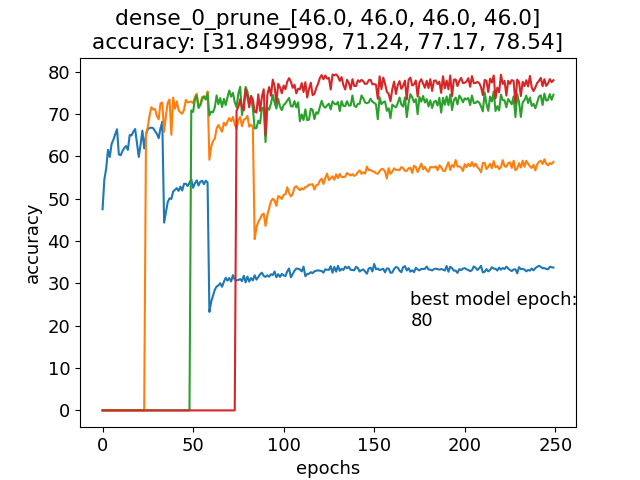 dense_0_prune_[46.0, 46.0, 46.0, 46.0]
accuracy: [31.849998, 71.24, 77.17, 78.54]
80
70
60
50
40
30
20
10
0
accuracy
best model epoch:
80
0 50 100 150 200 250
epochs